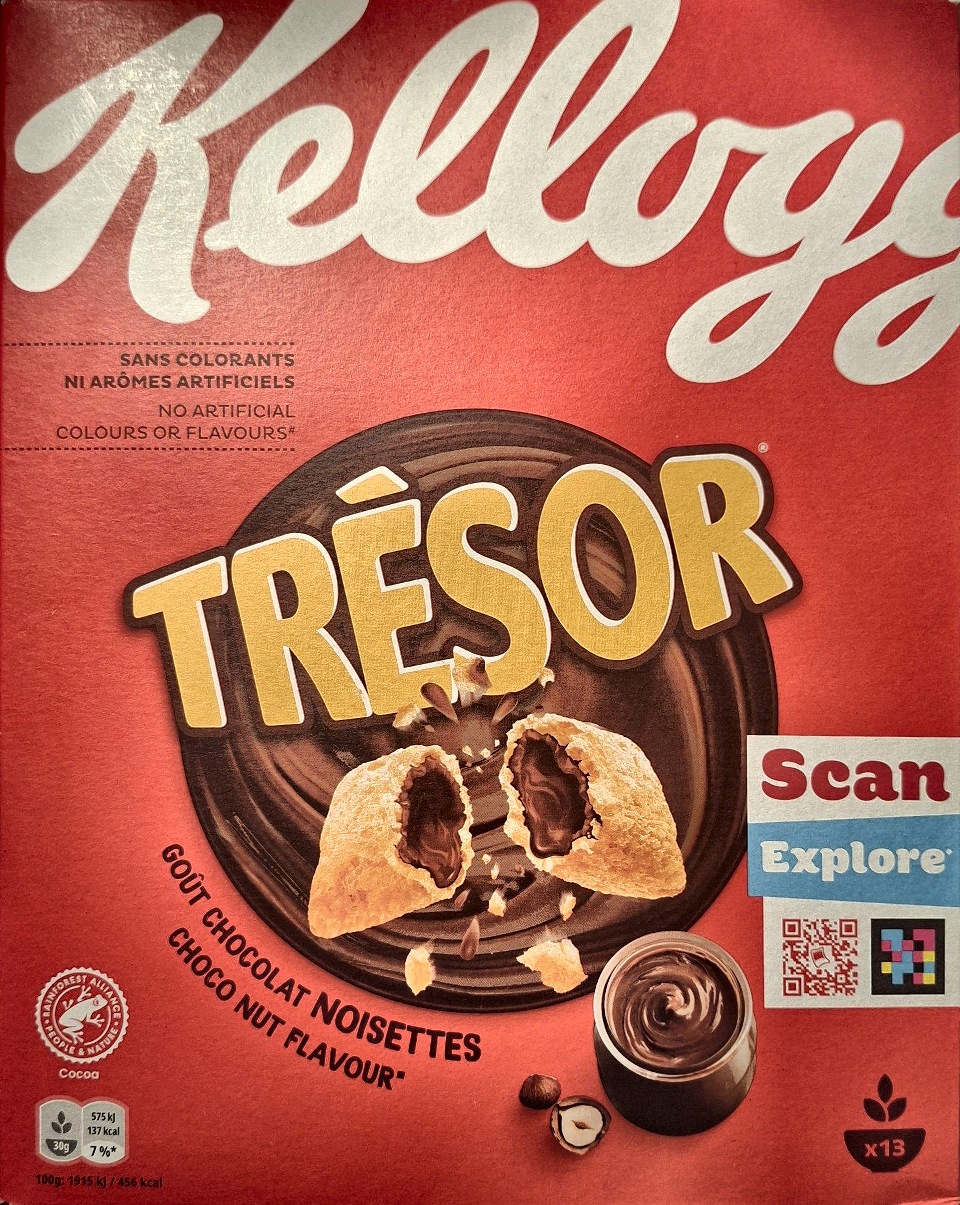 Kellogg
SANS COLORANTS
NI ARÔMES ARTIFICIELS
NO ARTIFICIAL
COLOURS OR FLAVOURS#
TRÉSOR®
Scan
Explore*
GOÛT CHOCOLAT NOISETTES
CHOCO NUT FLAVOUR
RAINFOREST ALLIANCE
PEOPLE & NATURE
Cocoa
30g
575 kJ
137 kcal
7 %*
100g: 1915 kJ / 456 kcal
x13